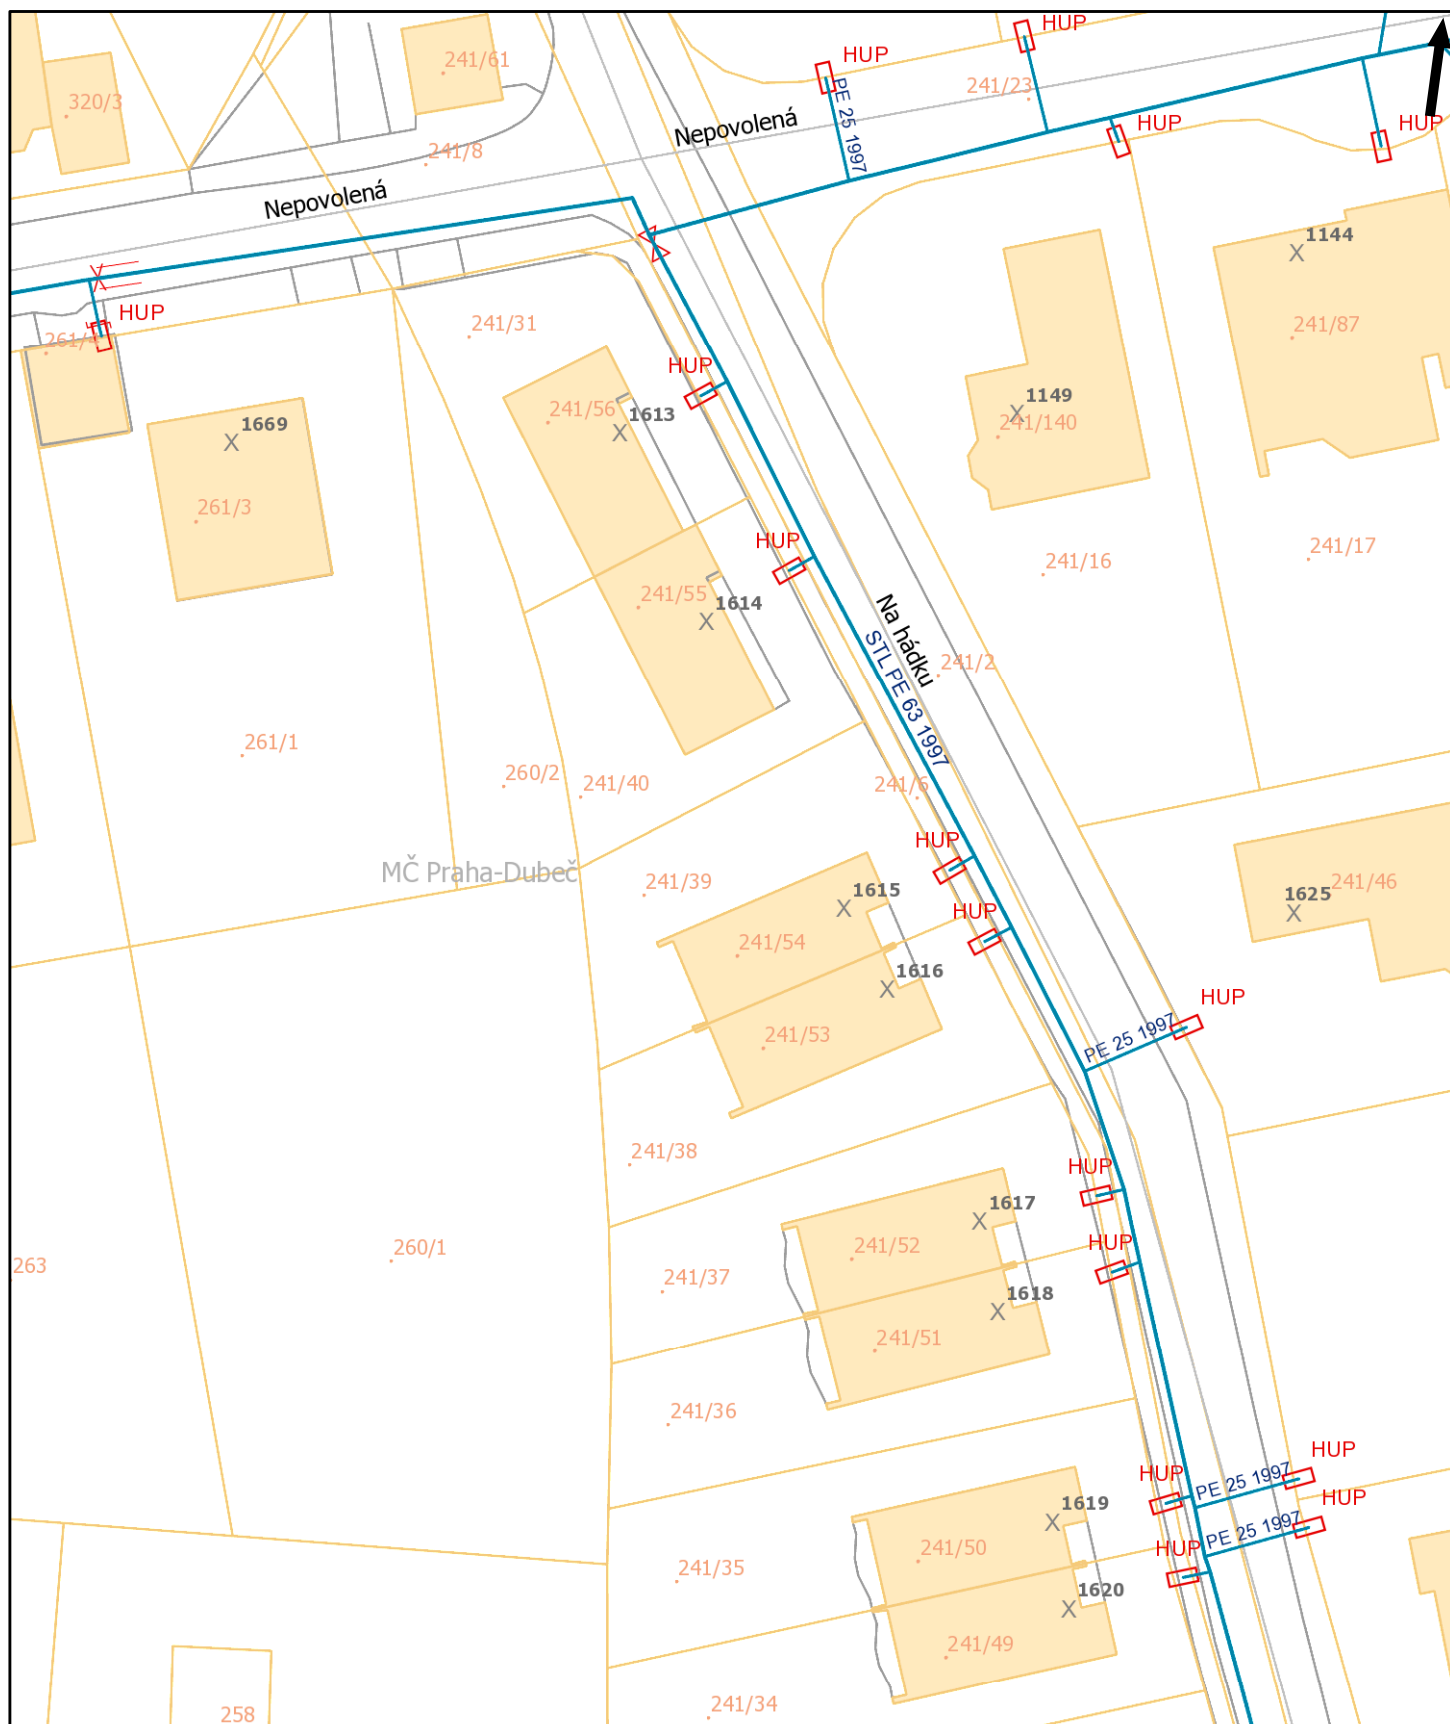 HUP
HUP
241/61
241/23
PE 25 1997
320/3
Nepovolená
HUP
HUP
241/8
Nepovolená
1144
HUP
241/31
241/87
261/4
HUP
1149
241/56
1613
241/140
1669
261/3
HUP
241/17
241/16
241/55
1614
Na hádku
STL PE 63 1997
241/2
261/1
260/2
241/40
241/6
HUP
MČ Praha-Dubeč
241/39
1615
241/46
1625
HUP
241/54
1616
HUP
241/53
PE 25 1997
241/38
HUP
1617
241/52
260/1
HUP
263
241/37
1618
241/51
241/36
HUP
HUP
PE 25 1997
1619
HUP
241/50
PE 25 1997
HUP
241/35
1620
241/49
241/34
258